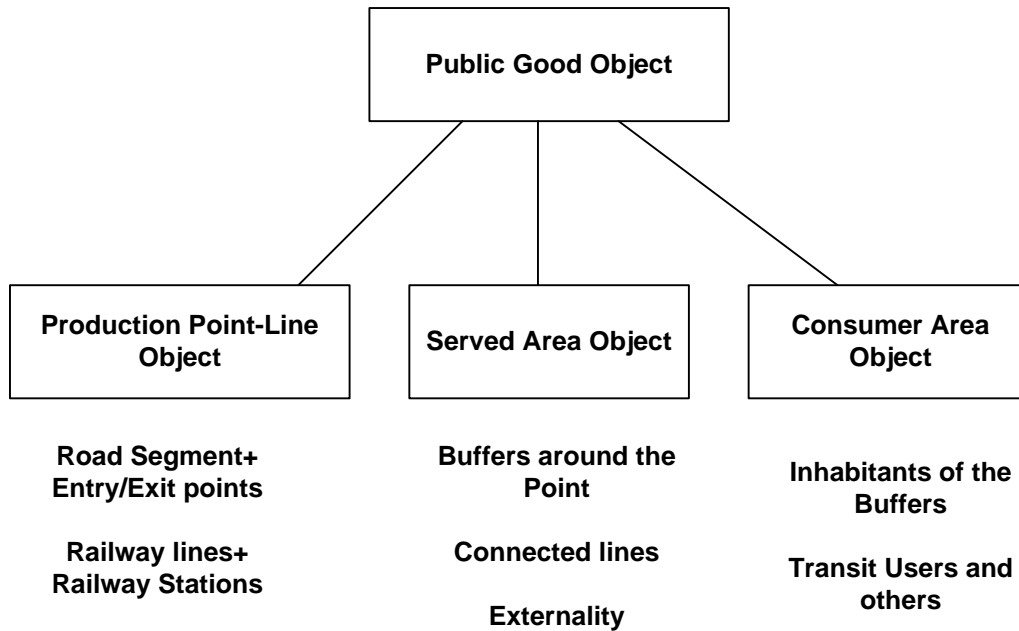 Public Good Object
Production Point-Line
Object
Served Area Object
Consumer Area
Object
Road Segment+
Entry/Exit points
Railway lines+
Railway Stations
Buffers around the
Point
Connected lines
Externality
Inhabitants of the
Buffers
Transit Users and
others